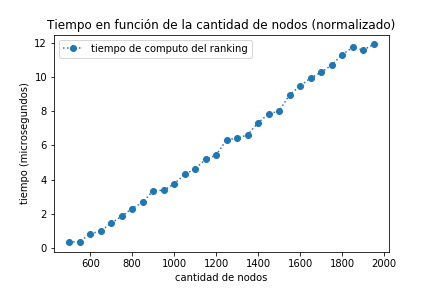 Tiempo en función de la cantidad de nodos (normalizado)
tiempo de computo del ranking
12
10
8
6
4
2
0
tiempo (microsegundos)
600 800 1000 1200 1400 1600 1800 2000
cantidad de nodos